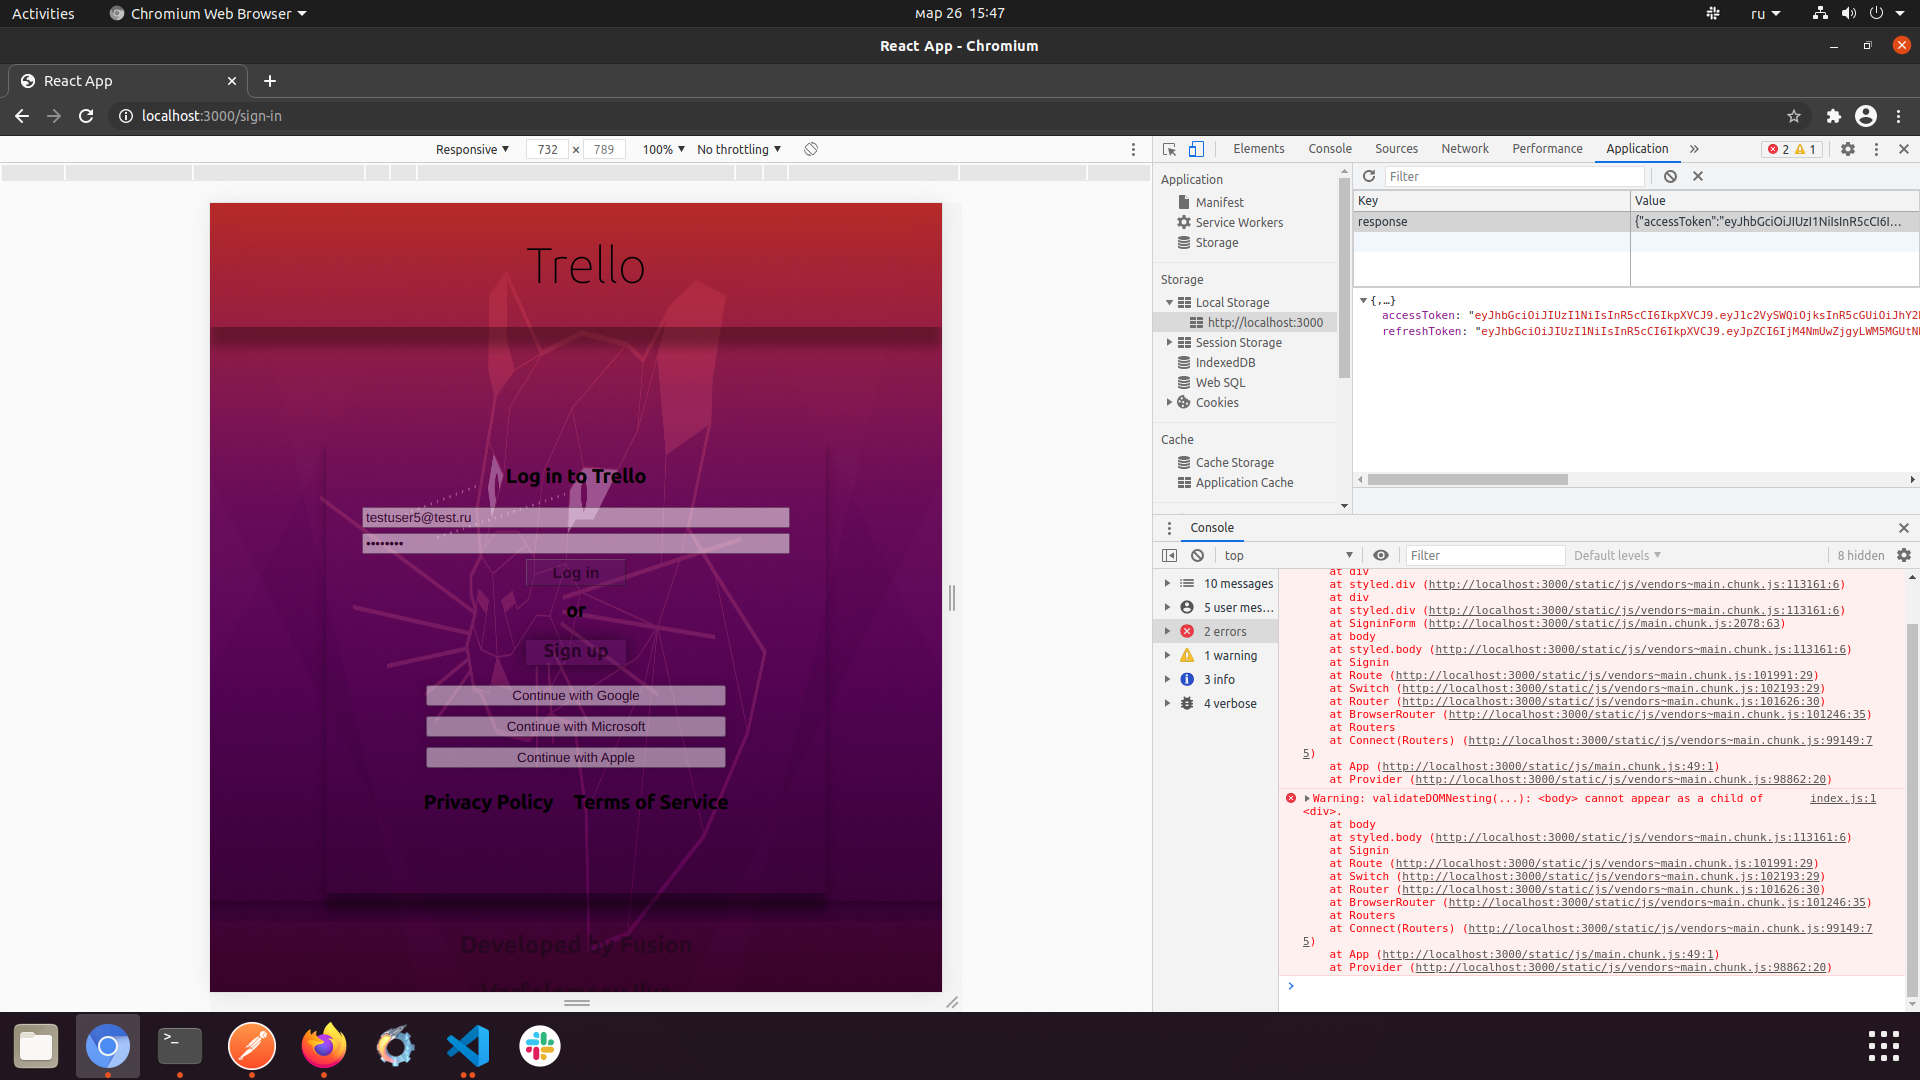 Activities
Chromium Web Browser
мар 26 15:47
ru
React App - Chromium
React App
localhost:3000/sign-in
Responsive
732 × 789
100%
No throttling
Elements
Console
Sources
Network
Performance
Application
2
1
Application
Manifest
Service Workers
Storage
Storage
Local Storage
http://localhost:3000
Session Storage
IndexedDB
Web SQL
Cookies
Cache
Cache Storage
Application Cache
Filter
Key
Value
response
{"accessToken":"eyJhbGciOiJIUzI1NiIsInR5cCI6I…
{,…}
accessToken: "eyJhbGciOiJIUzI1NiIsInR5cCI6IkpXVCJ9.eyJ1c2VySWQiOjksInR5cGUiOiJhY2
refreshToken: "eyJhbGciOiJIUzI1NiIsInR5cCI6IkpXVCJ9.eyJpZCI6IjM4NmUwZjgyLWM5MGUtN
Trello
Log in to Trello
testuser5@test.ru
••••••••
Log in
or
Sign up
Continue with Google
Continue with Microsoft
Continue with Apple
Privacy Policy
Terms of Service
Developed by Fusion
Console
top
Filter
Default levels
8 hidden
10 messages
5 user mes…
2 errors
1 warning
3 info
4 verbose
at div
at styled.div (http://localhost:3000/static/js/vendors~main.chunk.js:113161:6)
at div
at styled.div (http://localhost:3000/static/js/vendors~main.chunk.js:113161:6)
at SigninForm (http://localhost:3000/static/js/main.chunk.js:2078:63)
at body
at styled.body (http://localhost:3000/static/js/vendors~main.chunk.js:113161:6)
at Signin
at Route (http://localhost:3000/static/js/vendors~main.chunk.js:101991:29)
at Switch (http://localhost:3000/static/js/vendors~main.chunk.js:102193:29)
at Router (http://localhost:3000/static/js/vendors~main.chunk.js:101626:30)
at BrowserRouter (http://localhost:3000/static/js/vendors~main.chunk.js:101246:35)
at Routers
at Connect(Routers) (http://localhost:3000/static/js/vendors~main.chunk.js:99149:7
5)
at App (http://localhost:3000/static/js/main.chunk.js:49:1)
at Provider (http://localhost:3000/static/js/vendors~main.chunk.js:98862:20)
Warning: validateDOMNesting(...): <body> cannot appear as a child of
index.js:1
<div>.
at body
at styled.body (http://localhost:3000/static/js/vendors~main.chunk.js:113161:6)
at Signin
at Route (http://localhost:3000/static/js/vendors~main.chunk.js:101991:29)
at Switch (http://localhost:3000/static/js/vendors~main.chunk.js:102193:29)
at Router (http://localhost:3000/static/js/vendors~main.chunk.js:101626:30)
at BrowserRouter (http://localhost:3000/static/js/vendors~main.chunk.js:101246:35)
at Routers
at Connect(Routers) (http://localhost:3000/static/js/vendors~main.chunk.js:99149:7
5)
at App (http://localhost:3000/static/js/main.chunk.js:49:1)
at Provider (http://localhost:3000/static/js/vendors~main.chunk.js:98862:20)